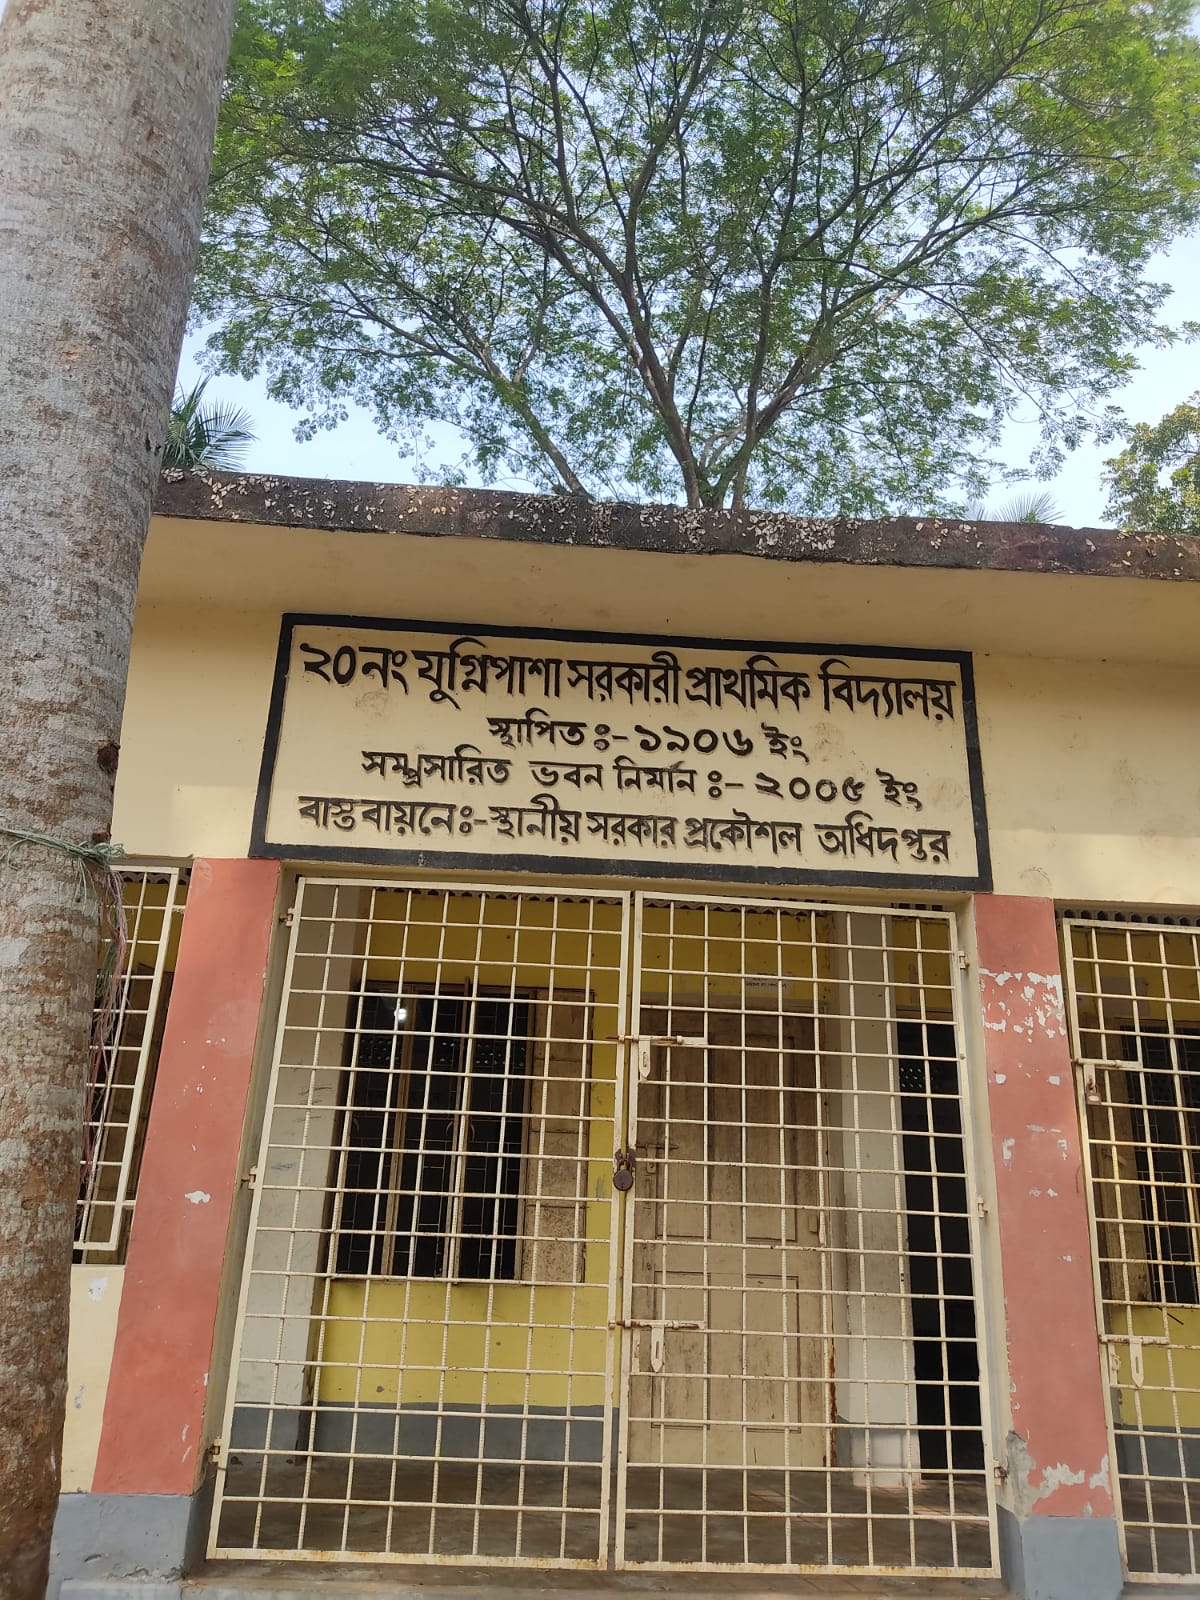 ২০নং যুগ্নিপাশা সরকারী প্রাথমিক বিদ্যালয়
স্থাপিত ঃ- ১৯০৬ ইং
সম্প্রসারিত ভবন নির্মান ঃ- ২০০৫ ইং
বাস্তবায়নেঃ- স্থানীয় সরকার প্রকৌশল অধিদপ্তর